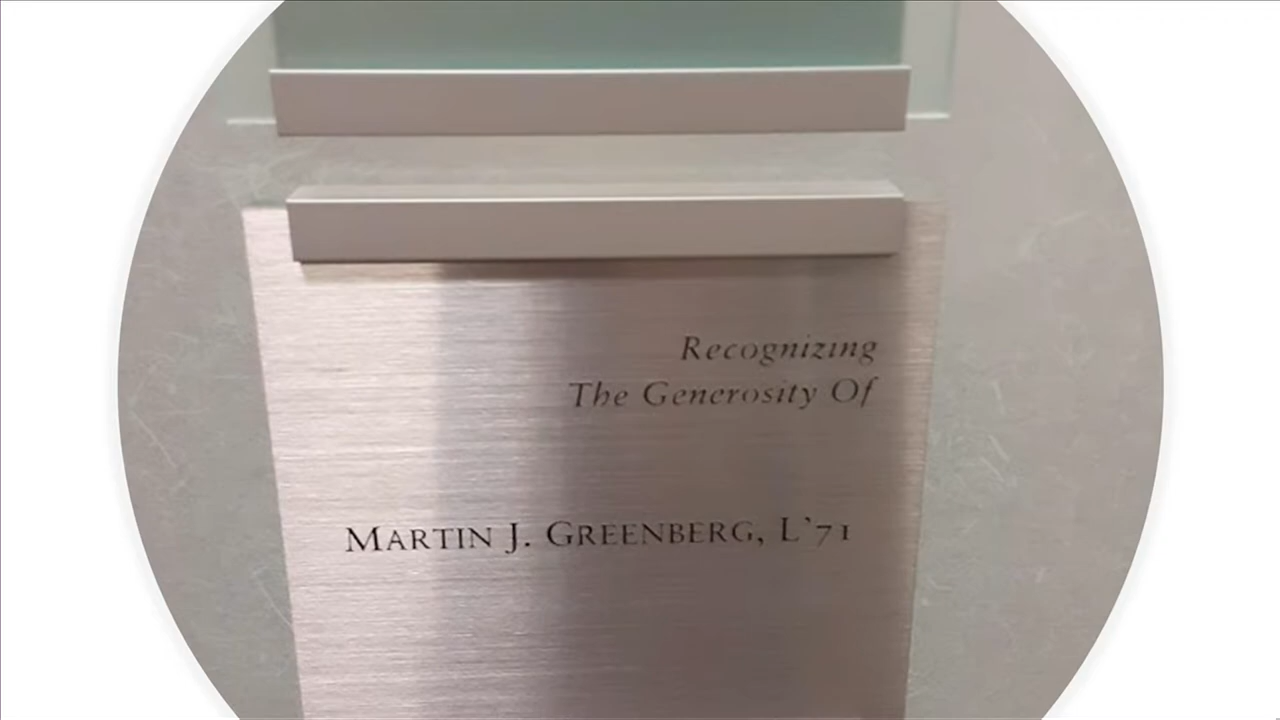 Recognizing
The Generosity Of
MARTIN J. GREENBERG, L'71